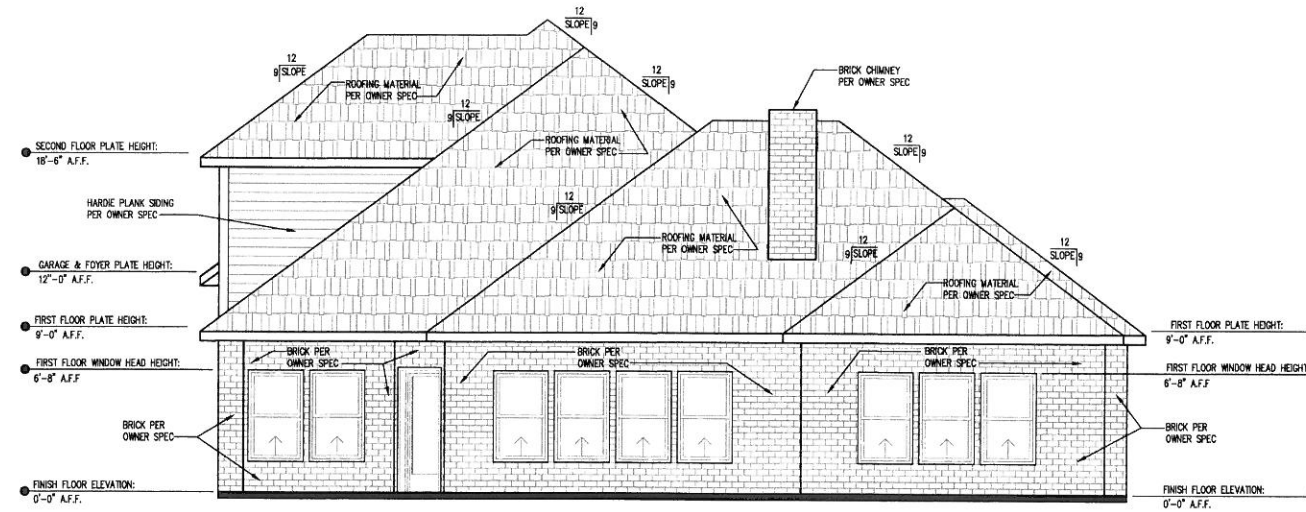 12
SLOPE 9
12
9 SLOPE
12
SLOPE 9
BRICK CHIMNEY
PER OWNER SPEC
ROOFING MATERIAL
PER OWNER SPEC
12
9 SLOPE
12
SLOPE 9
ROOFING MATERIAL
PER OWNER SPEC
SECOND FLOOR PLATE HEIGHT:
18'-6" A.F.F.
HARDIE PLANK SIDING
PER OWNER SPEC
12
9 SLOPE
ROOFING MATERIAL
PER OWNER SPEC
12
9 SLOPE
12
SLOPE 9
GARAGE & FOYER PLATE HEIGHT:
12"-0" A.F.F.
ROOFING MATERIAL
PER OWNER SPEC
FIRST FLOOR PLATE HEIGHT:
9'-0" A.F.F.
FIRST FLOOR PLATE HEIGHT:
9'-0" A.F.F.
BRICK PER
OWNER SPEC
BRICK PER
OWNER SPEC
BRICK PER
OWNER SPEC
FIRST FLOOR WINDOW HEAD HEIGHT:
6'-8" A.F.F
FIRST FLOOR WINDOW HEAD HEIGHT
6'-8" A.F.F
BRICK PER
OWNER SPEC
BRICK PER
OWNER SPEC
FINISH FLOOR ELEVATION:
0'-0" A.F.F.
FINISH FLOOR ELEVATION:
0'-0" A.F.F.